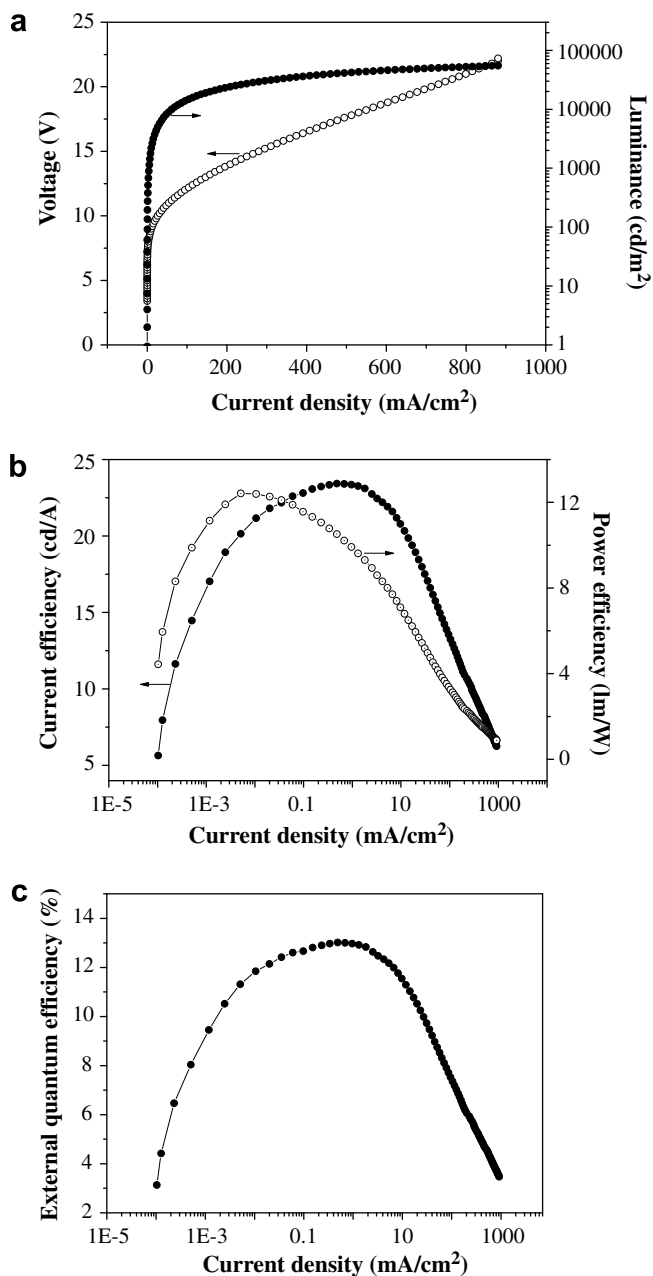 a
25
20
15
10
5
0
Voltage (V)
100000
10000
1000
100
10
1
Luminance (cd/m²)
0 200 400 600 800 1000
Current density (mA/cm²)
b
25
20
15
10
5
Current efficiency (cd/A)
12
8
4
0
Power efficiency (lm/W)
1E-5 1E-3 0.1 10 1000
Current density (mA/cm²)
c
14
12
10
8
6
4
2
External quantum efficiency (%)
1E-5 1E-3 0.1 10 1000
Current density (mA/cm²)